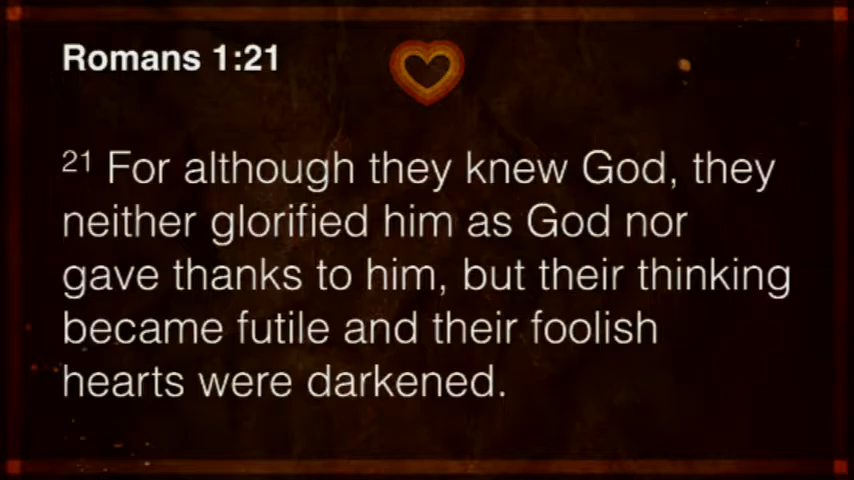 Romans 1:21
21 For although they knew God, they
neither glorified him as God nor
gave thanks to him, but their thinking
became futile and their foolish
hearts were darkened.